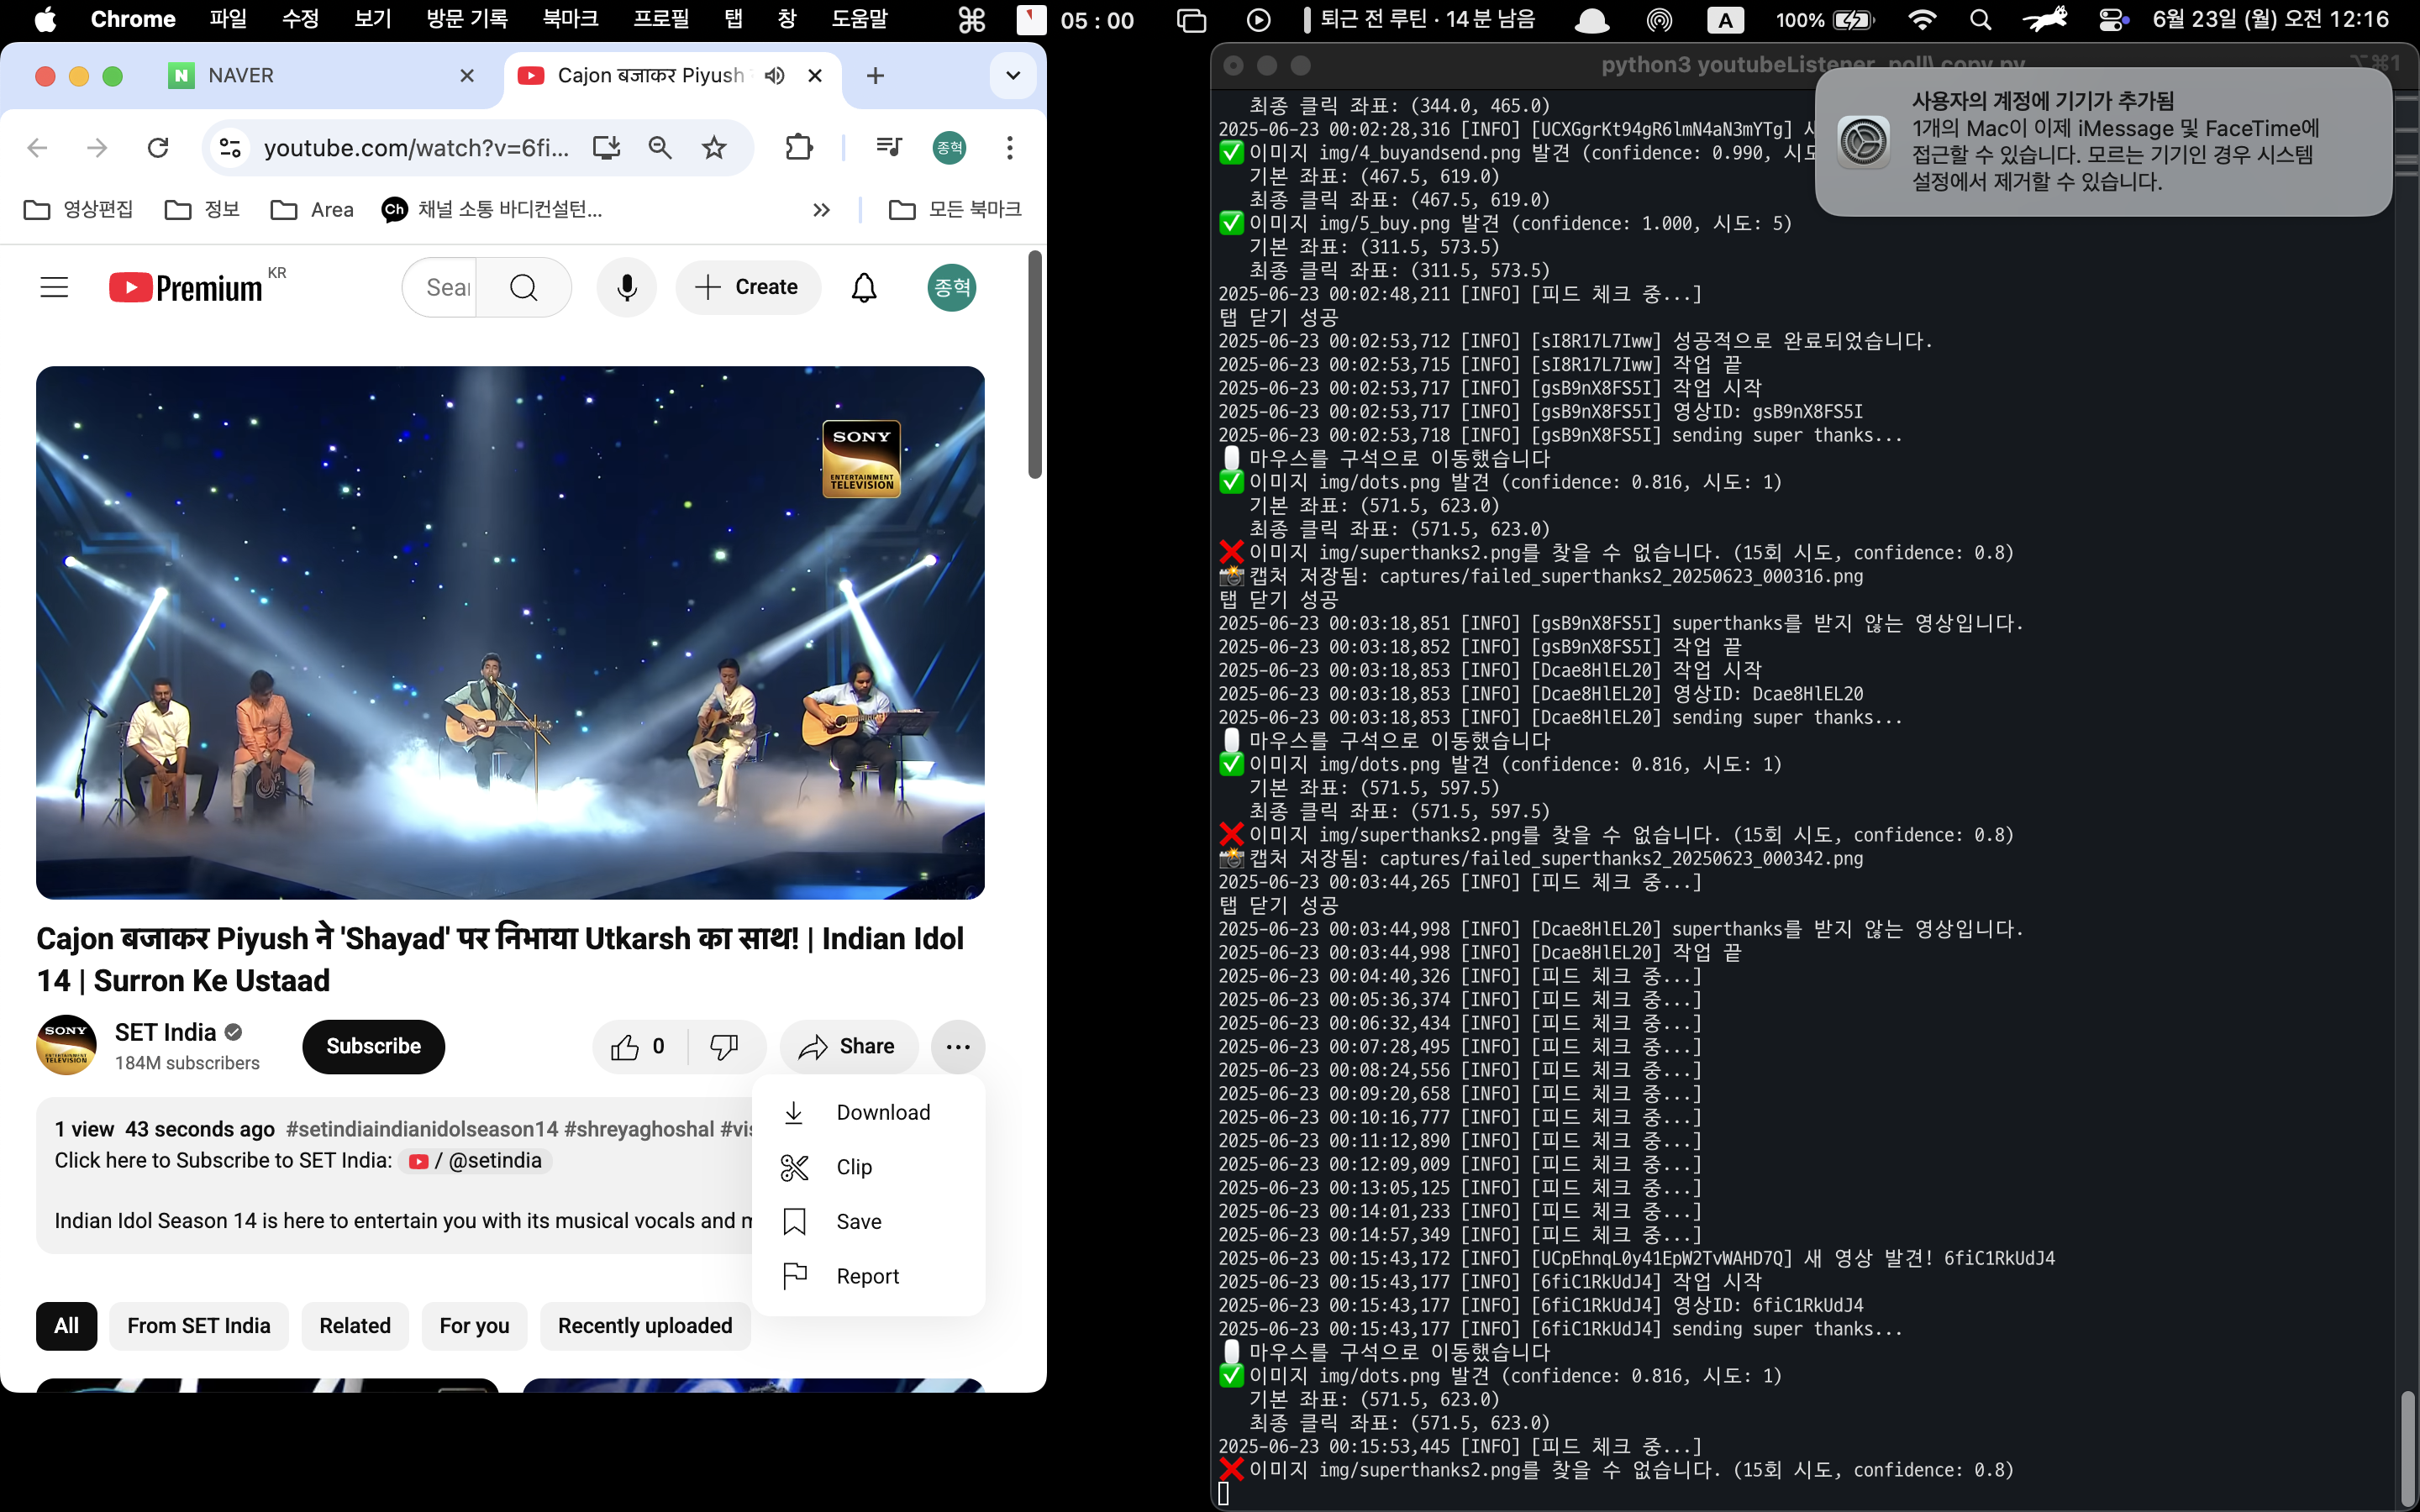 Chrome 파일 수정 보기 방문 기록 북마크 프로필 탭 창 도움말 05 : 00 퇴근 전 루틴 · 14분 남음 A 100% 6월 23일 (월) 오전 12:16
N NAVER
Cajon बजाकर Piyush
youtube.com/watch?v=6fi...
종혁
영상편집 정보 Area Ch 채널 소통 바디컨설턴... 모든 북마크
Premium KR
Create
종혁
SONY
ENTERTAINMENT
TELEVISION
Cajon बजाकर Piyush ने 'Shayad' पर निभाया Utkarsh का साथ! | Indian Idol
14 | Surron Ke Ustaad
SONY
SET India
184M subscribers
Subscribe
0
Share
Download
Clip
Save
Report
1 view 43 seconds ago #setindiaindianidolseason14 #shreyaghoshal
Click here to Subscribe to SET India: / @setindia
Indian Idol Season 14 is here to entertain you with its musical vocals and
All From SET India Related For you Recently uploaded
python3 youtubeListener_poll\ copy.py ⌥⌘1
사용자의 계정에 기기가 추가됨
1개의 Mac이 이제 iMessage 및 FaceTime에
접근할 수 있습니다. 모르는 기기인 경우 시스템
설정에서 제거할 수 있습니다.
최종 클릭 좌표: (344.0, 465.0)
2025-06-23 00:02:28,316 [INFO] [UCXGgrKt94gR6lmN4aN3mYTg]
✅ 이미지 img/4_buyandsend.png 발견 (confidence: 0.990, 시도
기본 좌표: (467.5, 619.0)
최종 클릭 좌표: (467.5, 619.0)
✅ 이미지 img/5_buy.png 발견 (confidence: 1.000, 시도: 5)
기본 좌표: (311.5, 573.5)
최종 클릭 좌표: (311.5, 573.5)
2025-06-23 00:02:48,211 [INFO] [피드 체크 중...]
탭 닫기 성공
2025-06-23 00:02:53,712 [INFO] [sI8R17L7Iww] 성공적으로 완료되었습니다.
2025-06-23 00:02:53,715 [INFO] [sI8R17L7Iww] 작업 끝
2025-06-23 00:02:53,717 [INFO] [gsB9nX8FS5I] 작업 시작
2025-06-23 00:02:53,717 [INFO] [gsB9nX8FS5I] 영상ID: gsB9nX8FS5I
2025-06-23 00:02:53,718 [INFO] [gsB9nX8FS5I] sending super thanks...
마우스를 구석으로 이동했습니다
✅ 이미지 img/dots.png 발견 (confidence: 0.816, 시도: 1)
기본 좌표: (571.5, 623.0)
최종 클릭 좌표: (571.5, 623.0)
❌ 이미지 img/superthanks2.png를 찾을 수 없습니다. (15회 시도, confidence: 0.8)
📸 캡처 저장됨: captures/failed_superthanks2_20250623_000316.png
탭 닫기 성공
2025-06-23 00:03:18,851 [INFO] [gsB9nX8FS5I] superthanks를 받지 않는 영상입니다.
2025-06-23 00:03:18,852 [INFO] [gsB9nX8FS5I] 작업 끝
2025-06-23 00:03:18,853 [INFO] [Dcae8HlEL20] 작업 시작
2025-06-23 00:03:18,853 [INFO] [Dcae8HlEL20] 영상ID: Dcae8HlEL20
2025-06-23 00:03:18,853 [INFO] [Dcae8HlEL20] sending super thanks...
마우스를 구석으로 이동했습니다
✅ 이미지 img/dots.png 발견 (confidence: 0.816, 시도: 1)
기본 좌표: (571.5, 597.5)
최종 클릭 좌표: (571.5, 597.5)
❌ 이미지 img/superthanks2.png를 찾을 수 없습니다. (15회 시도, confidence: 0.8)
📸 캡처 저장됨: captures/failed_superthanks2_20250623_000342.png
2025-06-23 00:03:44,265 [INFO] [피드 체크 중...]
탭 닫기 성공
2025-06-23 00:03:44,998 [INFO] [Dcae8HlEL20] superthanks를 받지 않는 영상입니다.
2025-06-23 00:03:44,998 [INFO] [Dcae8HlEL20] 작업 끝
2025-06-23 00:04:40,326 [INFO] [피드 체크 중...]
2025-06-23 00:05:36,374 [INFO] [피드 체크 중...]
2025-06-23 00:06:32,434 [INFO] [피드 체크 중...]
2025-06-23 00:07:28,495 [INFO] [피드 체크 중...]
2025-06-23 00:08:24,556 [INFO] [피드 체크 중...]
2025-06-23 00:09:20,658 [INFO] [피드 체크 중...]
2025-06-23 00:10:16,777 [INFO] [피드 체크 중...]
2025-06-23 00:11:12,890 [INFO] [피드 체크 중...]
2025-06-23 00:12:09,009 [INFO] [피드 체크 중...]
2025-06-23 00:13:05,125 [INFO] [피드 체크 중...]
2025-06-23 00:14:01,233 [INFO] [피드 체크 중...]
2025-06-23 00:14:57,349 [INFO] [피드 체크 중...]
2025-06-23 00:15:43,172 [INFO] [UCpEhnqL0y41EpW2TvWAHD7Q] 새 영상 발견! 6fiC1RkUdJ4
2025-06-23 00:15:43,177 [INFO] [6fiC1RkUdJ4] 작업 시작
2025-06-23 00:15:43,177 [INFO] [6fiC1RkUdJ4] 영상ID: 6fiC1RkUdJ4
2025-06-23 00:15:43,177 [INFO] [6fiC1RkUdJ4] sending super thanks...
마우스를 구석으로 이동했습니다
✅ 이미지 img/dots.png 발견 (confidence: 0.816, 시도: 1)
기본 좌표: (571.5, 623.0)
최종 클릭 좌표: (571.5, 623.0)
2025-06-23 00:15:53,445 [INFO] [피드 체크 중...]
❌ 이미지 img/superthanks2.png를 찾을 수 없습니다. (15회 시도, confidence: 0.8)